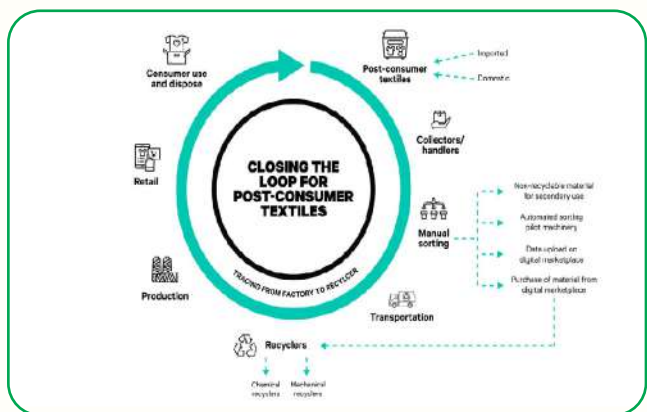 Consumer use
and dispose
Post-consumer
textiles
Imported
Domestic
Collectors/
handlers
Retail
CLOSING THE
LOOP FOR
POST-CONSUMER
TEXTILES
Manual
sorting
Non-recyclable material
for secondary use
Automated sorting
pilot machinery
Data upload on
digital marketplace
Purchase of material from
digital marketplace
TRACING FROM FACTORY TO RECYCLER
Production
Transportation
Recyclers
Chemical
recyclers
Mechanical
recyclers